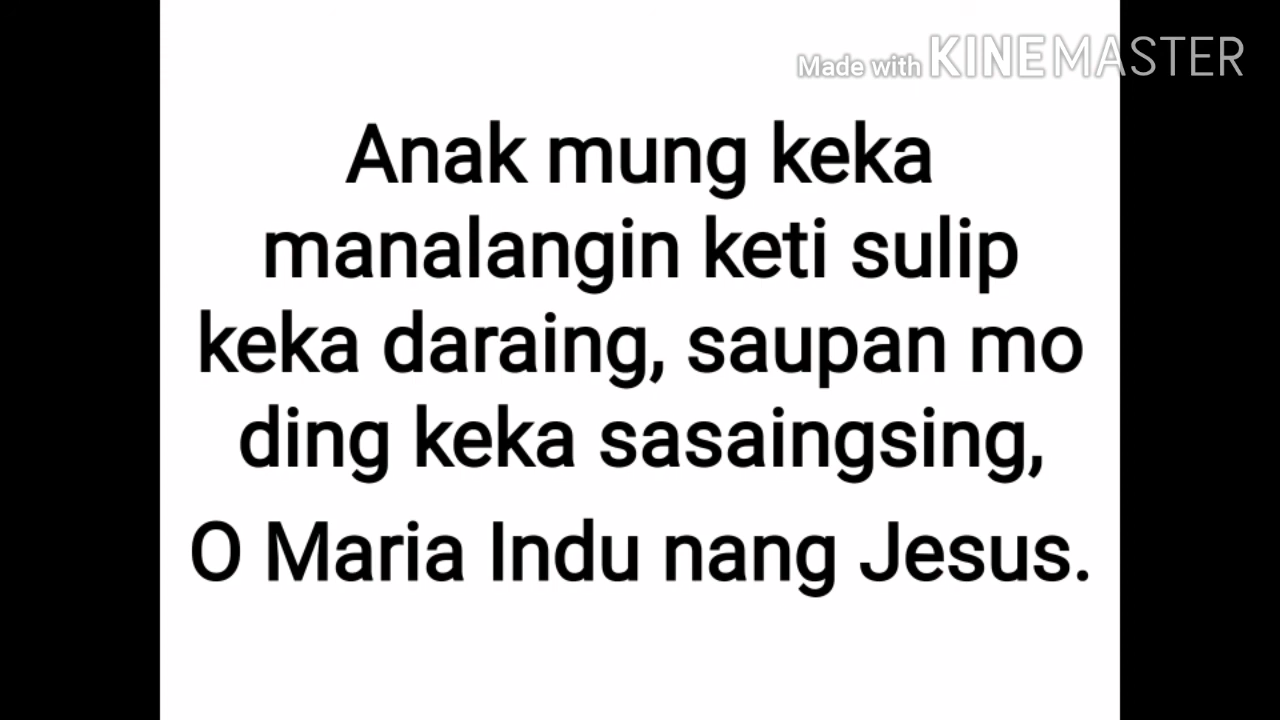 Made with KINEMASTER
Anak mung keka
manalangin keti sulip
keka daraing, saupan mo
ding keka sasaingsing,
O Maria Indu nang Jesus.